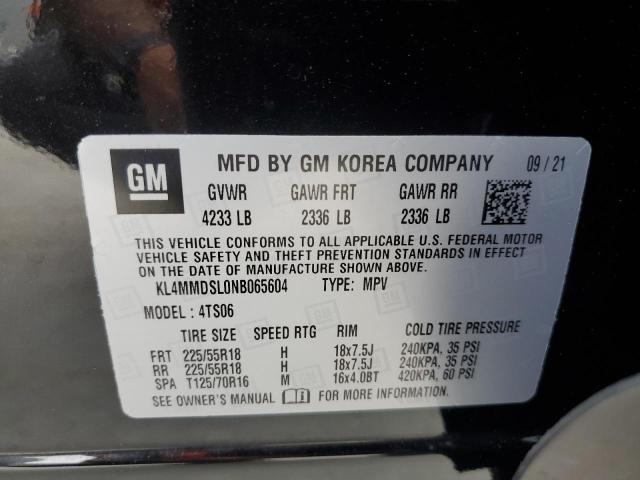 GM MFD BY GM KOREA COMPANY 09 / 21
GVWR GAWR FRT GAWR RR
4233 LB 2336 LB 2336 LB
THIS VEHICLE CONFORMS TO ALL APPLICABLE U.S. FEDERAL MOTOR
VEHICLE SAFETY AND THEFT PREVENTION STANDARDS IN EFFECT
ON THE DATE OF MANUFACTURE SHOWN ABOVE.
KL4MMDSL0NB065604 TYPE: MPV
MODEL : 4TS06
TIRE SIZE SPEED RTG RIM COLD TIRE PRESSURE
FRT 225/55R18 H 18x7.5J 240KPA, 35 PSI
RR 225/55R18 H 18x7.5J 240KPA, 35 PSI
SPA T125/70R16 M 16x4.0BT 420KPA, 60 PSI
SEE OWNER'S MANUAL FOR MORE INFORMATION.